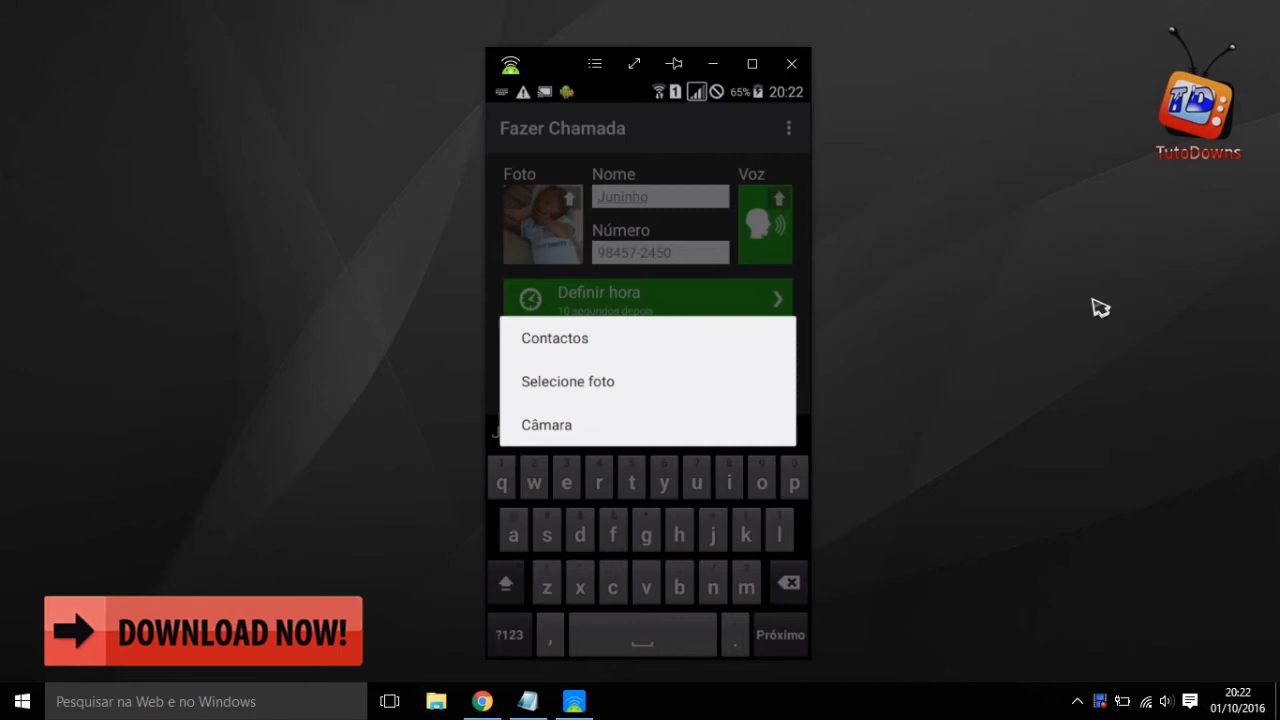 65% 20:22
Fazer Chamada
Foto Nome Voz
Juninho
Número
98457-2450
Definir hora
10 segundos depois
Contactos
Selecione foto
Câmara
q w e r t y u i o p
a s d f g h j k l
z x c v b n m
?123 , . Próximo
TD
TutoDowns
DOWNLOAD NOW!
Pesquisar na Web e no Windows
20:22
01/10/2016